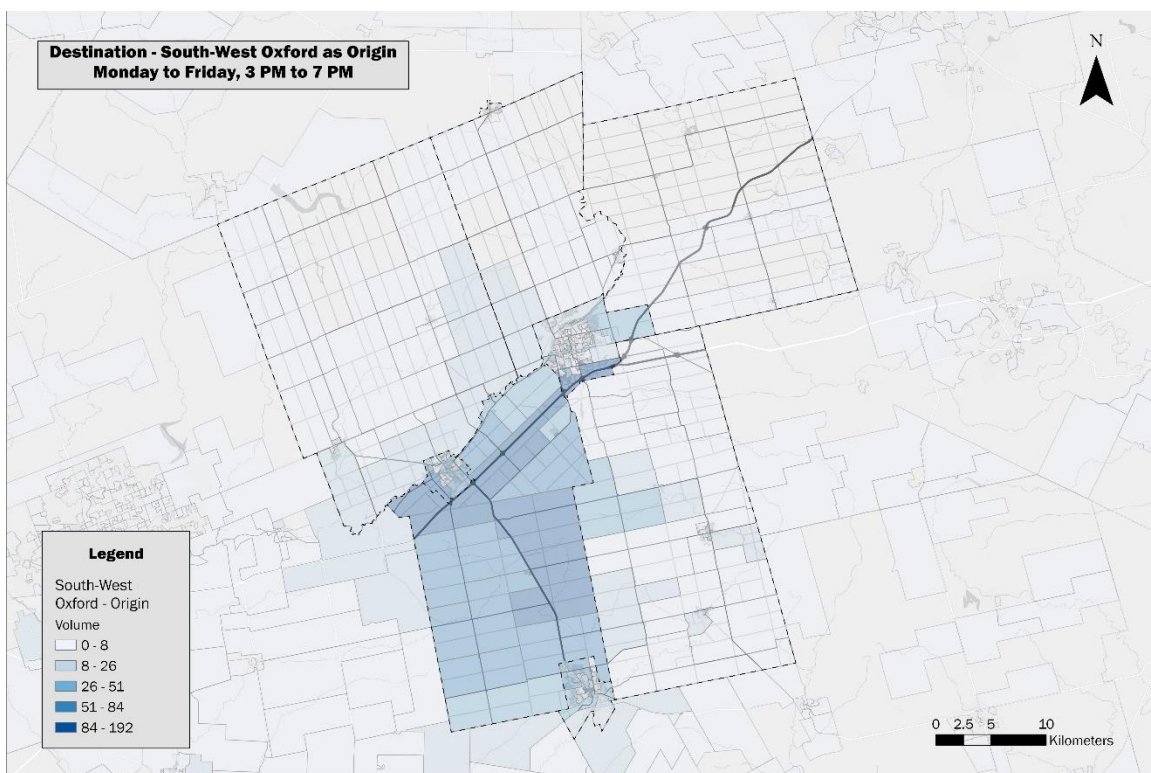 Destination - South-West Oxford as Origin
Monday to Friday, 3 PM to 7 PM
N
Legend
South-West
Oxford - Origin
Volume
0 - 8
8 - 26
26 - 51
51 - 84
84 - 192
0 2.5 5 10
Kilometers